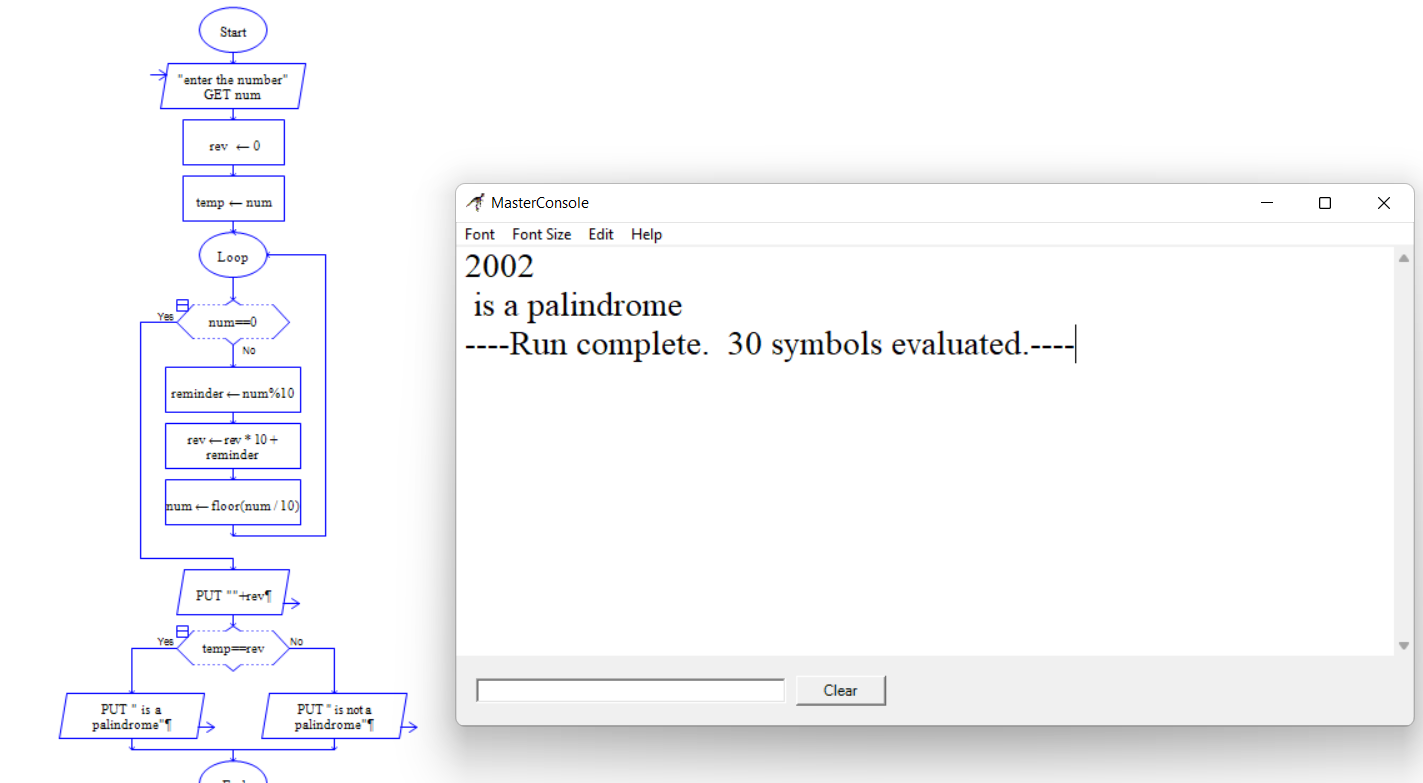 Start
"enter the number"
GET num
rev ← 0
temp ← num
Loop
Yes
num==0
No
reminder ← num%10
rev ← rev * 10 +
reminder
num ← floor(num / 10)
PUT ""+rev¶
Yes
temp==rev
No
PUT " is a
palindrome"¶
PUT " is not a
palindrome"¶
MasterConsole
Font Font Size Edit Help
2002
is a palindrome
----Run complete.  30 symbols evaluated.----
Clear